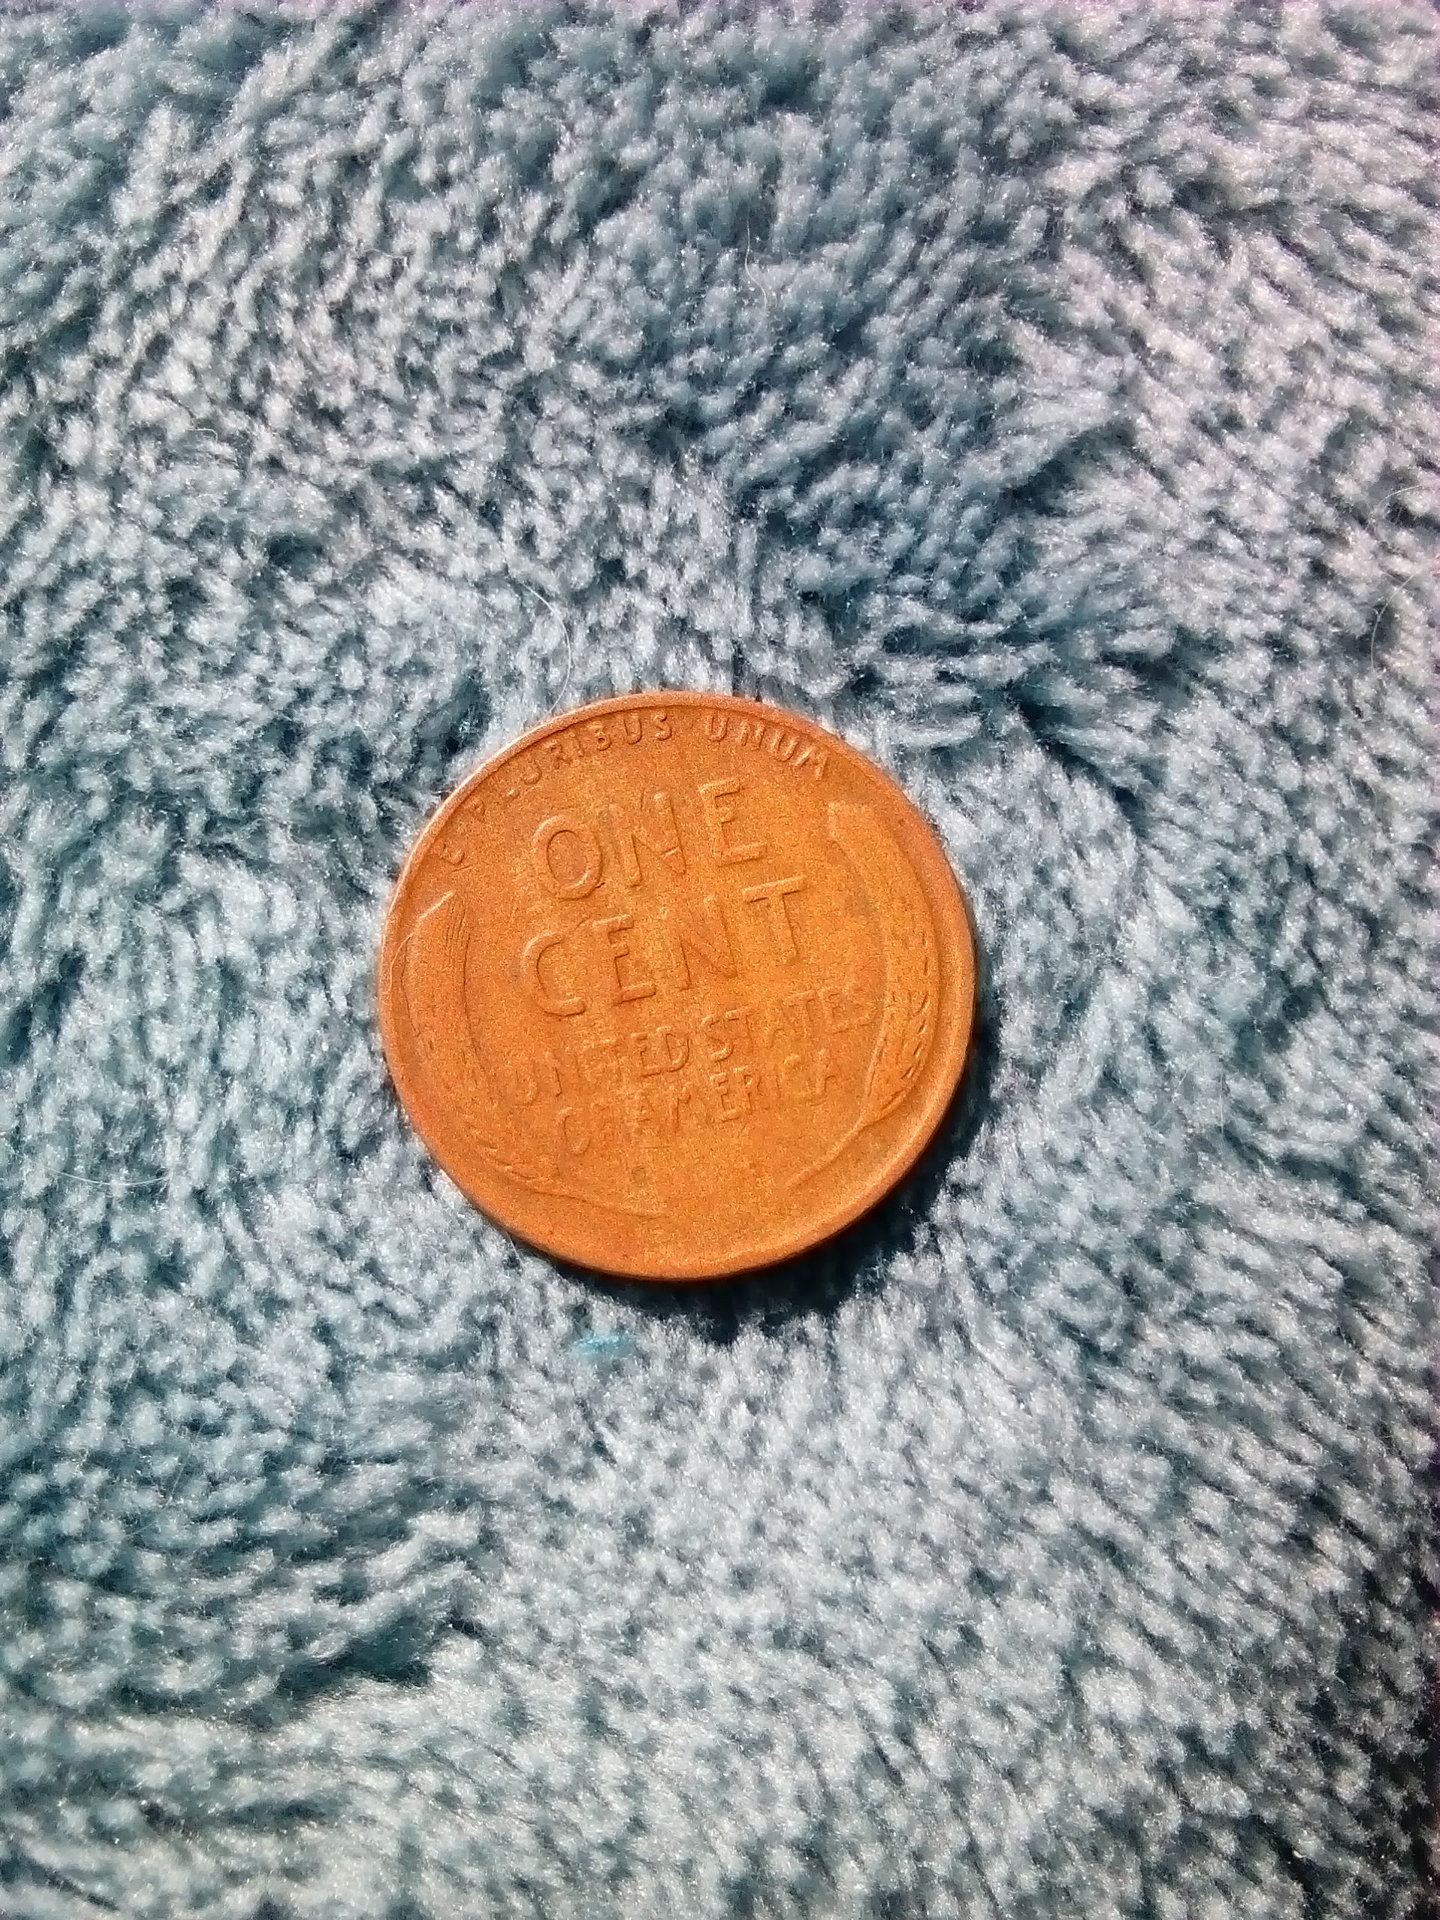 E PLURIBUS UNUM
ONE
CENT
UNITED STATES
OF AMERICA